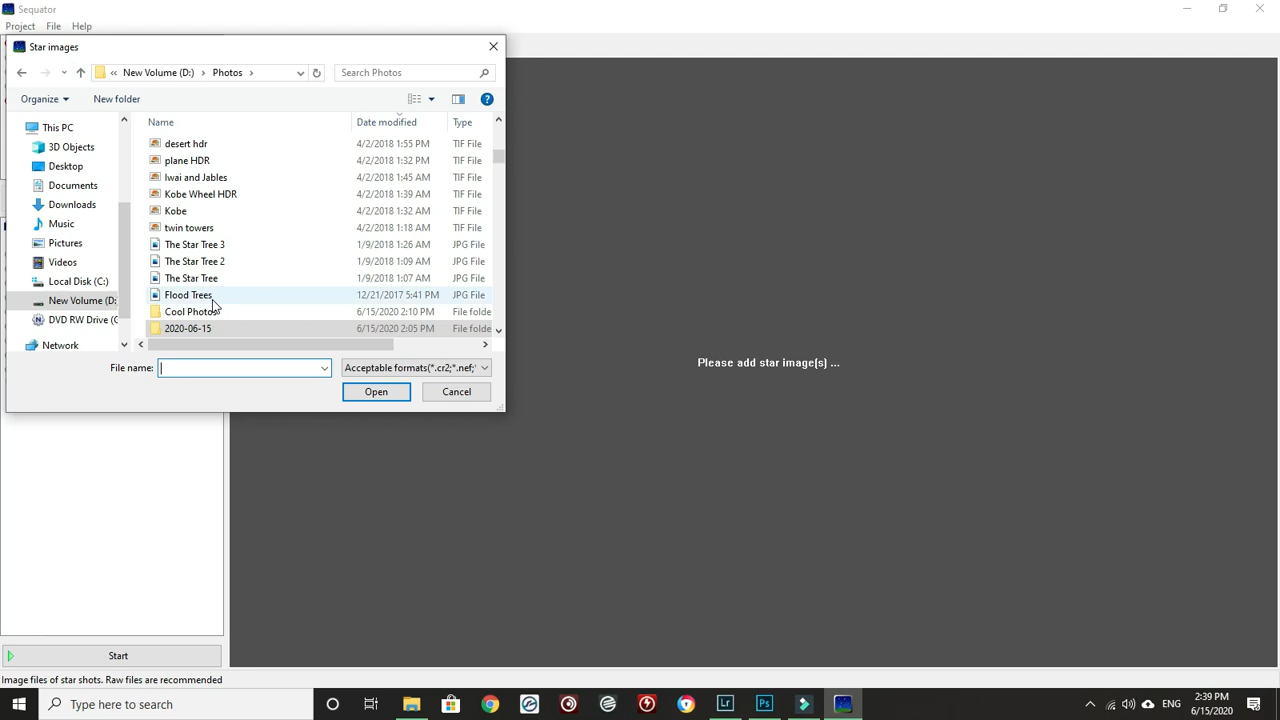 Sequator
Project File Help
Star images
« New Volume (D:) › Photos ›
Search Photos
Organize
New folder
Name Date modified Type
This PC
3D Objects
Desktop
Documents
Downloads
Music
Pictures
Videos
Local Disk (C:)
New Volume (D:
DVD RW Drive (
Network
desert hdr 4/2/2018 1:55 PM TIF File
plane HDR 4/2/2018 1:32 PM TIF File
Iwai and Jables 4/2/2018 1:45 AM TIF File
Kobe Wheel HDR 4/2/2018 1:39 AM TIF File
Kobe 4/2/2018 1:32 AM TIF File
twin towers 4/2/2018 1:18 AM TIF File
The Star Tree 3 1/9/2018 1:26 AM JPG File
The Star Tree 2 1/9/2018 1:09 AM JPG File
The Star Tree 1/9/2018 1:07 AM JPG File
Flood Trees 12/21/2017 5:41 PM JPG File
Cool Photos 6/15/2020 2:10 PM File folde
2020-06-15 6/15/2020 2:05 PM File folde
File name:
Acceptable formats(*.cr2;*.nef;*
Open Cancel
Please add star image(s) ...
Start
Image files of star shots. Raw files are recommended
Type here to search
Lr
Ps
ENG
2:39 PM
6/15/2020